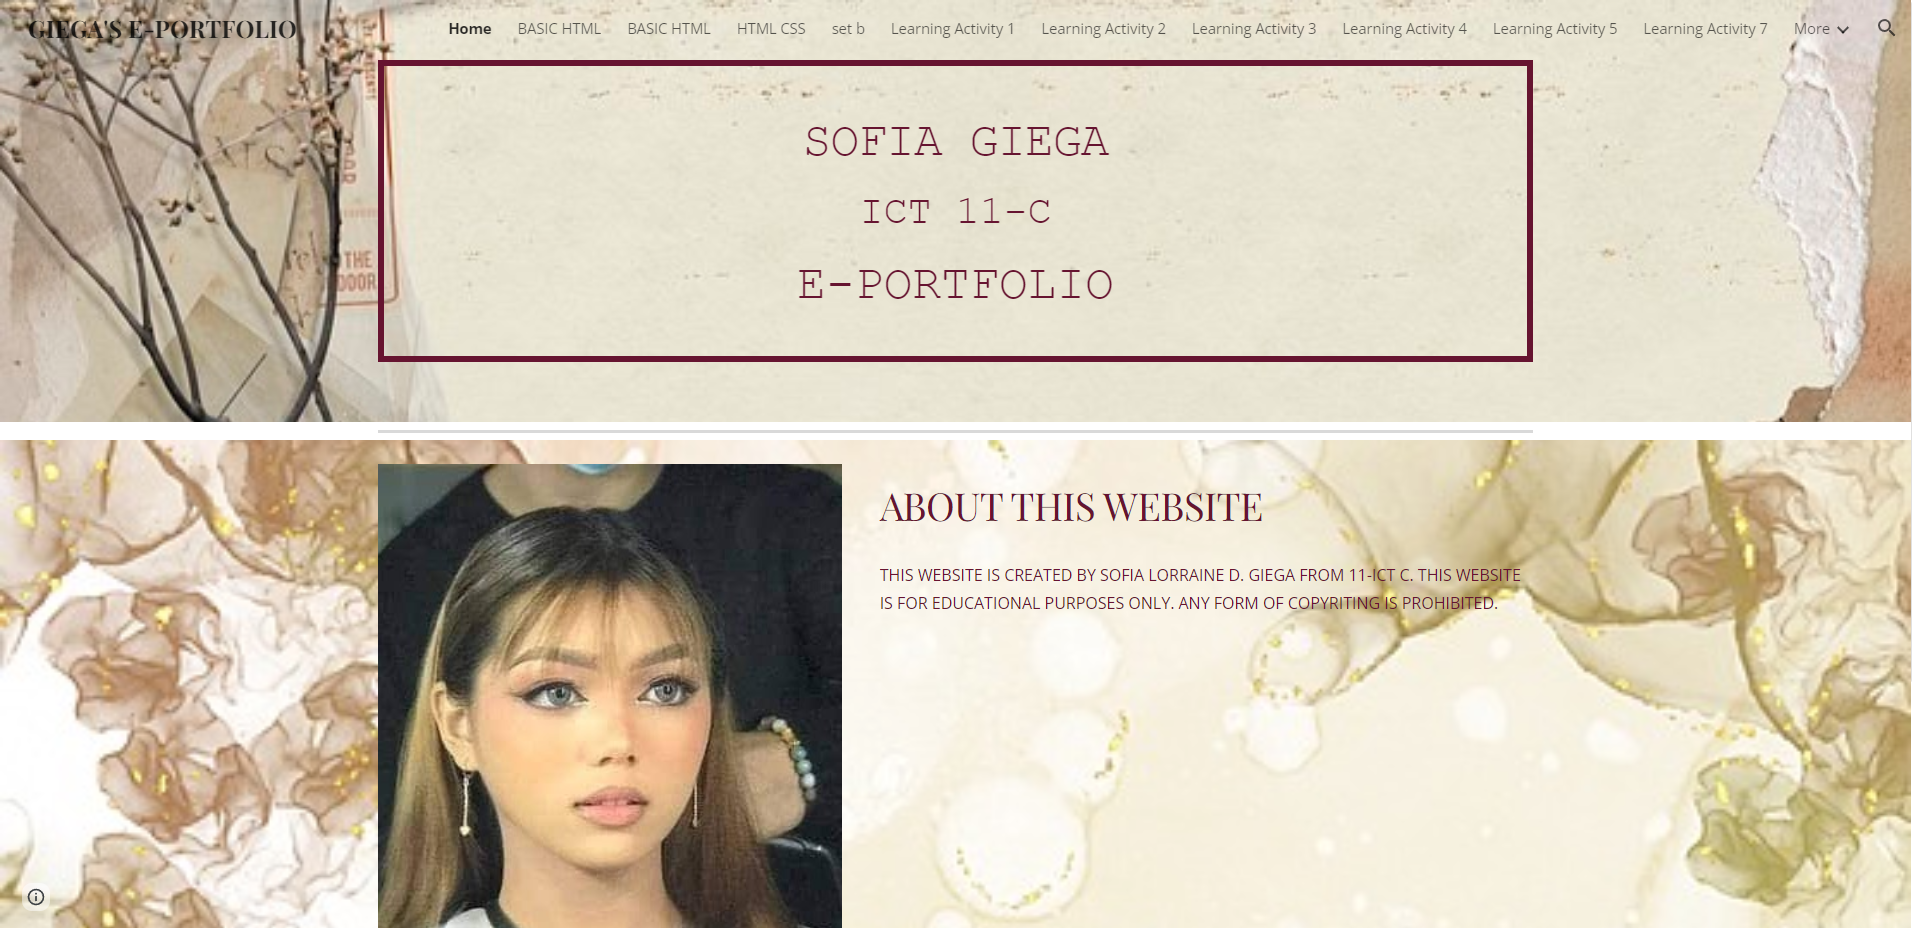 GIEGA'S E-PORTFOLIO
Home BASIC HTML BASIC HTML HTML CSS set b Learning Activity 1 Learning Activity 2 Learning Activity 3 Learning Activity 4 Learning Activity 5 Learning Activity 7 More
SOFIA GIEGA
ICT 11-C
E-PORTFOLIO
THE
DOOR
ABOUT THIS WEBSITE
THIS WEBSITE IS CREATED BY SOFIA LORRAINE D. GIEGA FROM 11-ICT C. THIS WEBSITE
IS FOR EDUCATIONAL PURPOSES ONLY. ANY FORM OF COPYRITING IS PROHIBITED.